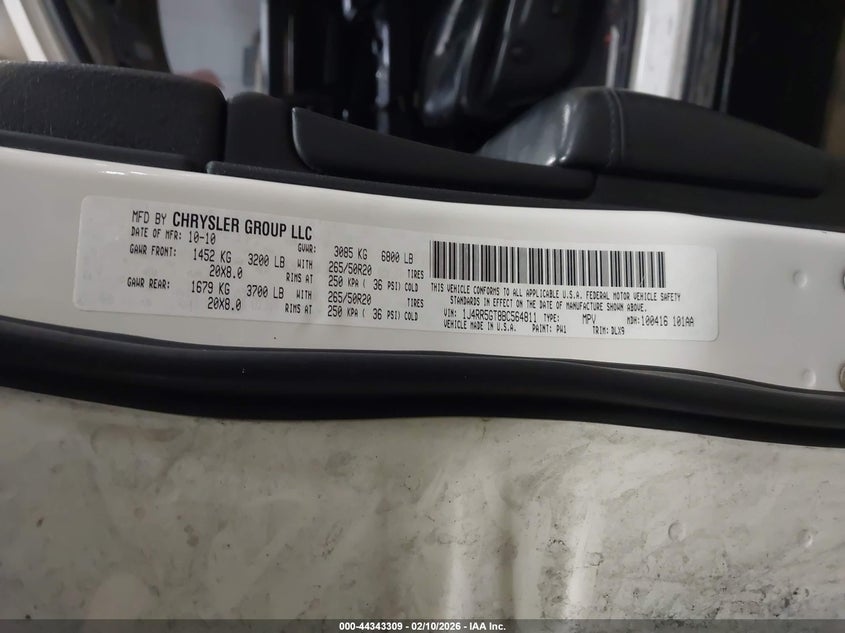 MFD BY CHRYSLER GROUP LLC
DATE OF MFR: 10-10 GVWR: 3085 KG 6800 LB
GAWR FRONT: 1452 KG 3200 LB WITH 265/50R20 TIRES
20X8.0 RIMS AT 250 KPA ( 36 PSI) COLD
GAWR REAR: 1679 KG 3700 LB WITH 265/50R20 TIRES
20X8.0 RIMS AT 250 KPA ( 36 PSI) COLD
THIS VEHICLE CONFORMS TO ALL APPLICABLE U.S.A. FEDERAL MOTOR VEHICLE SAFETY
STANDARDS IN EFFECT ON THE DATE OF MANUFACTURE SHOWN ABOVE.
VIN: 1J4RR5GT8BC564811 TYPE: MPV MDH: 100416 101AA
VEHICLE MADE IN U.S.A. PAINT: PW1 TRIM: DLX9
000-44343309 - 02/10/2026 - IAA Inc.